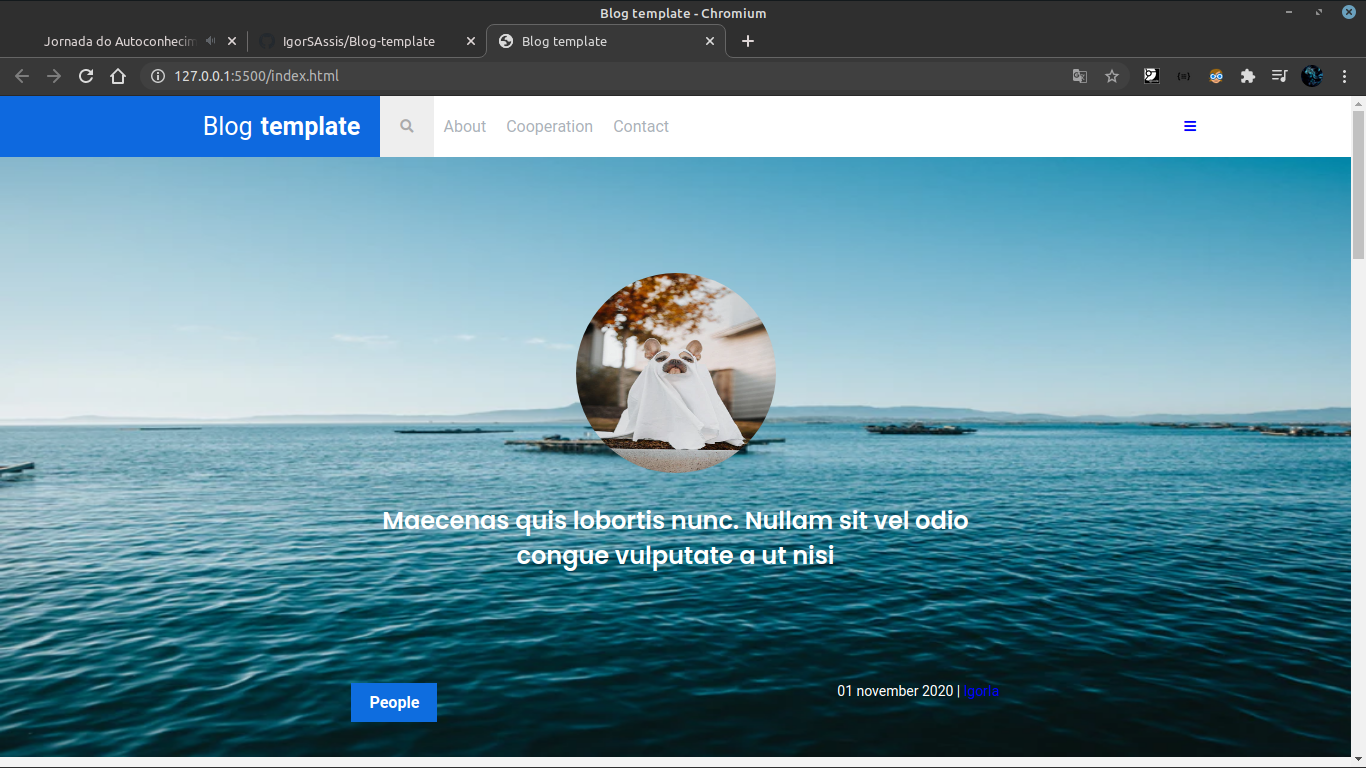 Blog template - Chromium
Jornada do Autoconhecim
IgorSAssis/Blog-template
Blog template
127.0.0.1:5500/index.html
Blog template
About Cooperation Contact
Maecenas quis lobortis nunc. Nullam sit vel odio
congue vulputate a ut nisi
People
01 november 2020 |